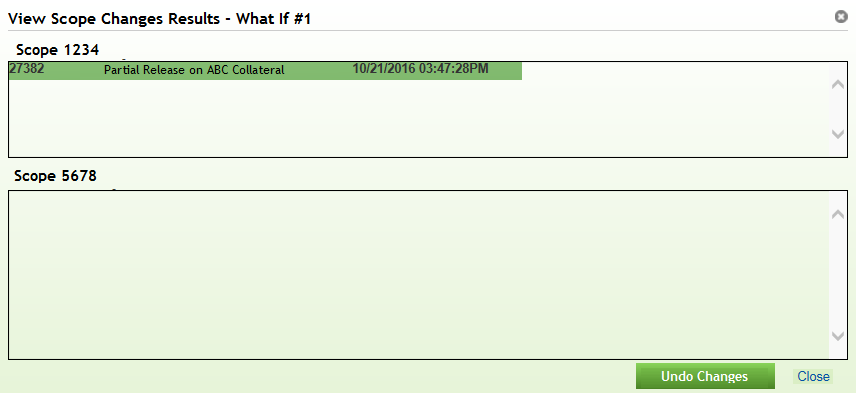 View Scope Changes Results - What If #1
Scope 1234
27382 Partial Release on ABC Collateral 10/21/2016 03:47:28PM
Scope 5678
Undo Changes Close